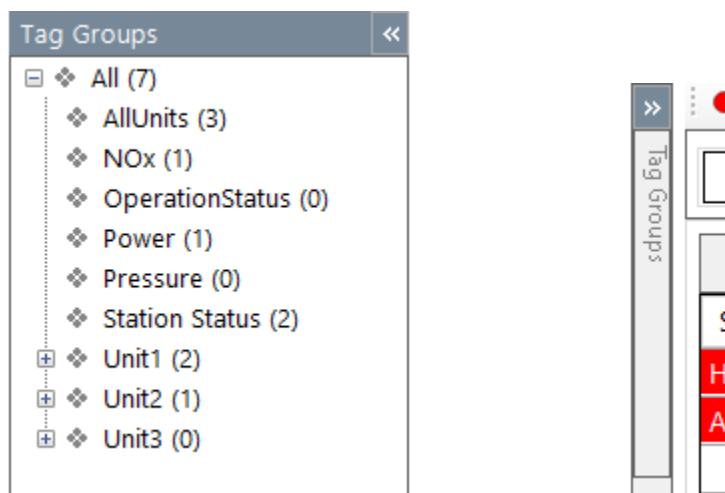 Tag Groups
All (7)
AllUnits (3)
NOx (1)
OperationStatus (0)
Power (1)
Pressure (0)
Station Status (2)
Unit1 (2)
Unit2 (1)
Unit3 (0)
Tag Groups
S
H
A